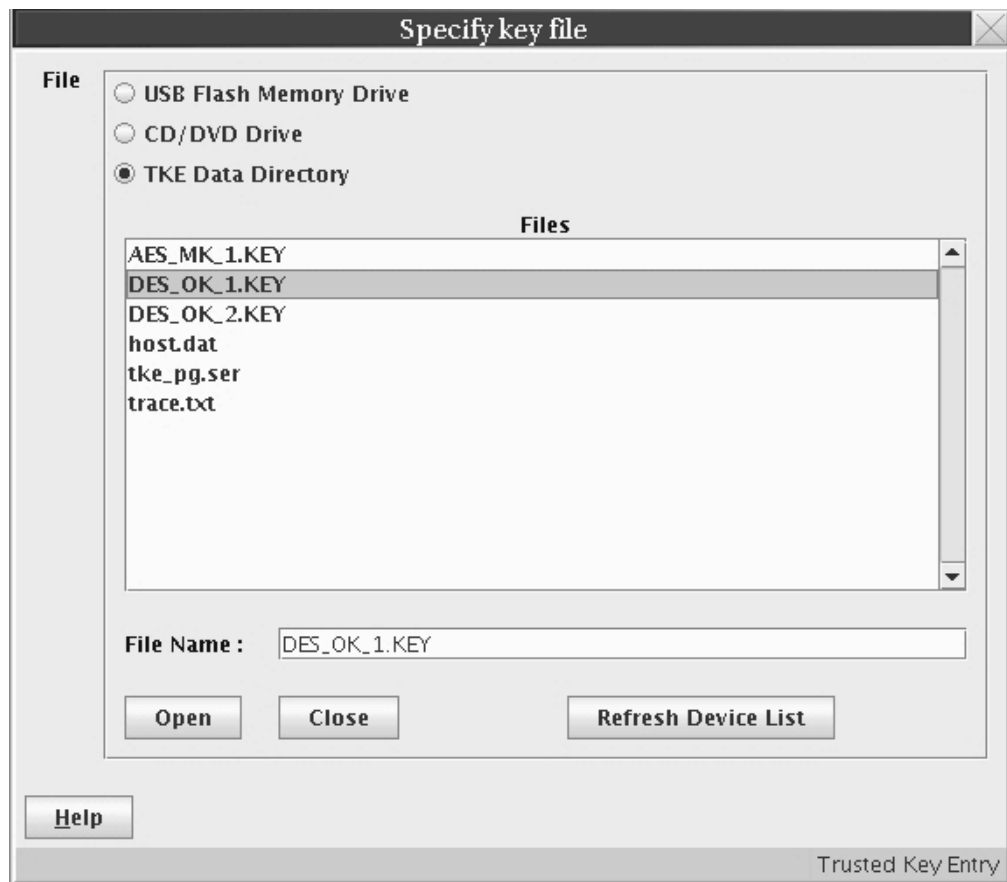 Specify key file
File
USB Flash Memory Drive
CD/DVD Drive
TKE Data Directory
Files
AES_MK_1.KEY
DES_OK_1.KEY
DES_OK_2.KEY
host.dat
tke_pg.ser
trace.txt
File Name : DES_OK_1.KEY
Open Close Refresh Device List
Help
Trusted Key Entry